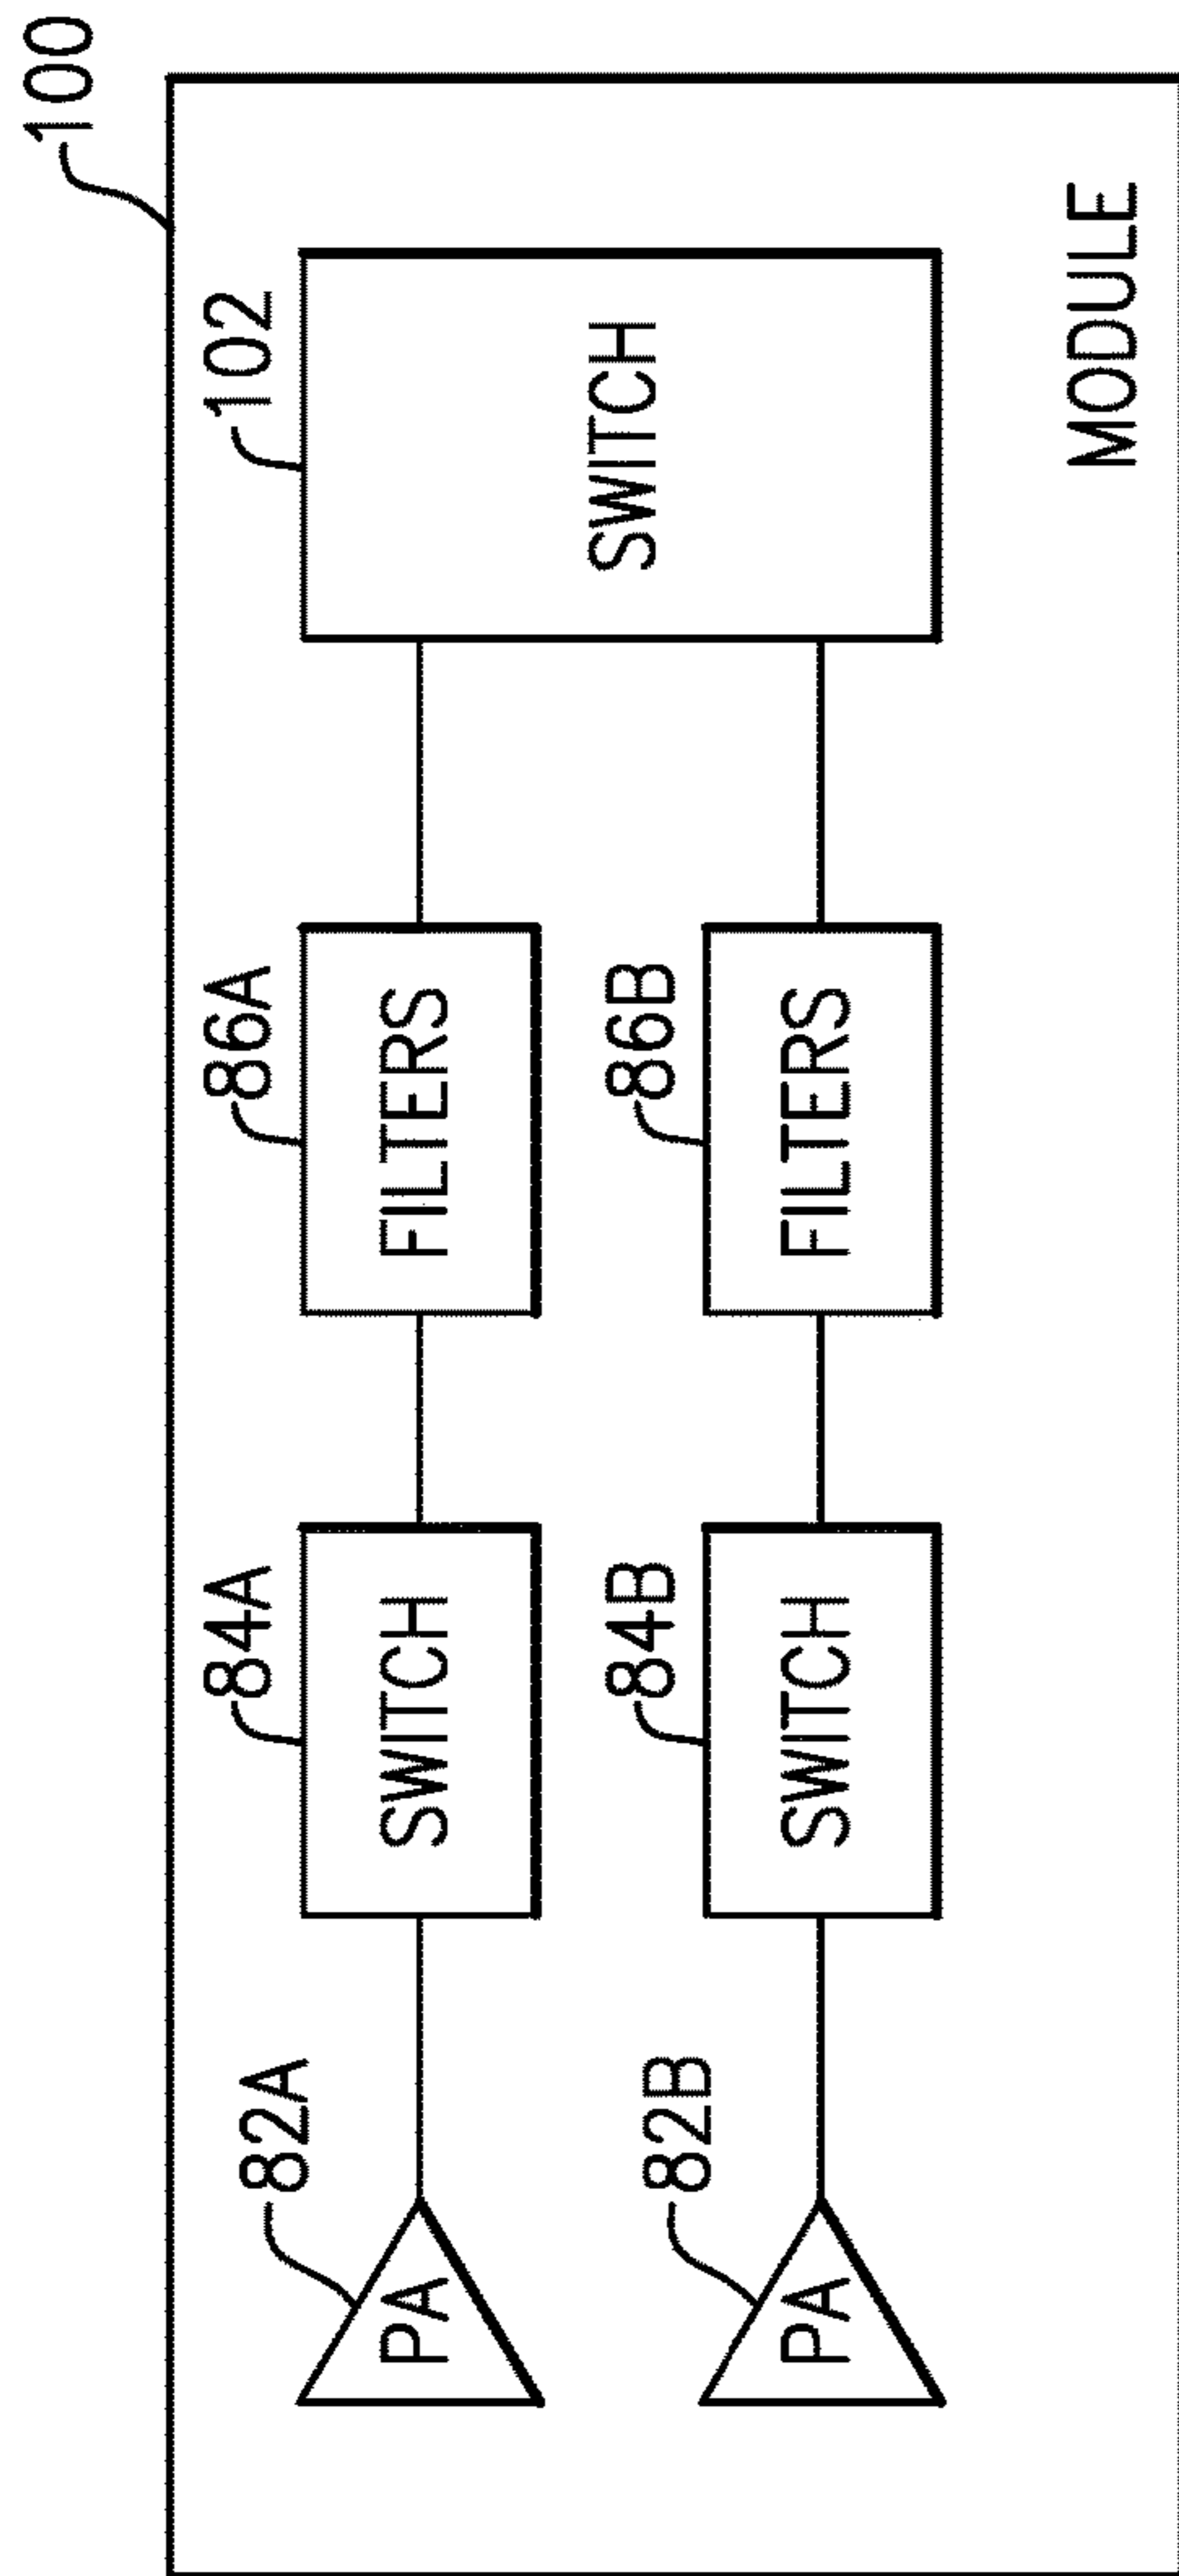 100
82A
84A
86A
102
PA
SWITCH
FILTERS
SWITCH
82B
84B
86B
PA
SWITCH
FILTERS
MODULE